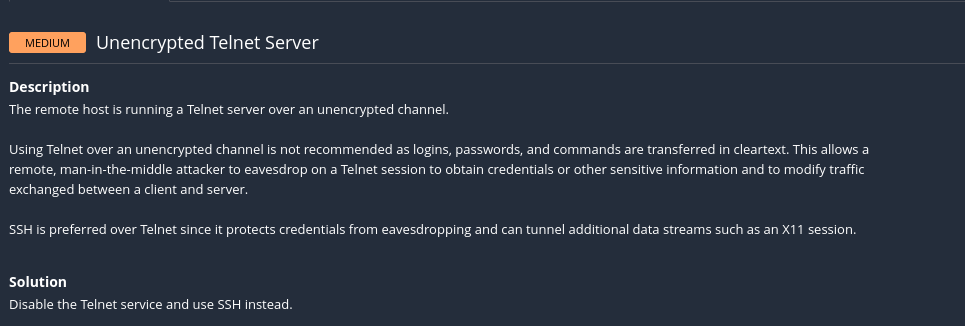 MEDIUM Unencrypted Telnet Server
Description
The remote host is running a Telnet server over an unencrypted channel.
Using Telnet over an unencrypted channel is not recommended as logins, passwords, and commands are transferred in cleartext. This allows a
remote, man-in-the-middle attacker to eavesdrop on a Telnet session to obtain credentials or other sensitive information and to modify traffic
exchanged between a client and server.
SSH is preferred over Telnet since it protects credentials from eavesdropping and can tunnel additional data streams such as an X11 session.
Solution
Disable the Telnet service and use SSH instead.